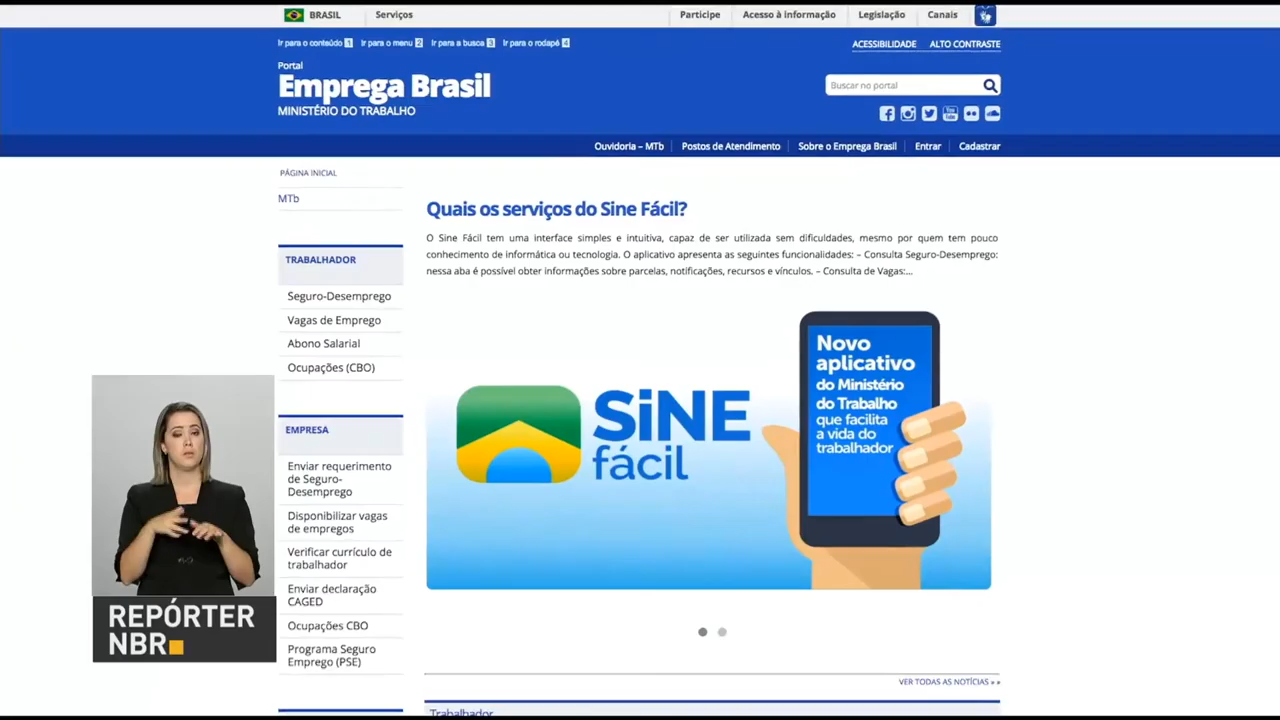 BRASIL
Serviços
Participe
Acesso à informação
Legislação
Canais
Ir para o conteúdo 1
Ir para o menu 2
Ir para a busca 3
Ir para o rodapé 4
ACESSIBILIDADE
ALTO CONTRASTE
Portal
Emprega Brasil
MINISTÉRIO DO TRABALHO
Buscar no portal
You Tube
Ouvidoria – MTb
Postos de Atendimento
Sobre o Emprega Brasil
Entrar
Cadastrar
PÁGINA INICIAL
MTb
TRABALHADOR
Seguro-Desemprego
Vagas de Emprego
Abono Salarial
Ocupações (CBO)
EMPRESA
Enviar requerimento
de Seguro-
Desemprego
Disponibilizar vagas
de empregos
Verificar currículo de
trabalhador
Enviar declaração
CAGED
Ocupações CBO
Programa Seguro
Emprego (PSE)
Quais os serviços do Sine Fácil?
O Sine Fácil tem uma interface simples e intuitiva, capaz de ser utilizada sem dificuldades, mesmo por quem tem pouco
conhecimento de informática ou tecnologia. O aplicativo apresenta as seguintes funcionalidades: – Consulta Seguro-Desemprego:
nessa aba é possível obter informações sobre parcelas, notificações, recursos e vínculos. – Consulta de Vagas:...
SiNE
fácil
Novo
aplicativo
do Ministério
do Trabalho
que facilita
a vida do
trabalhador
VER TODAS AS NOTÍCIAS » »
Trabalhador
REPÓRTER
NBR